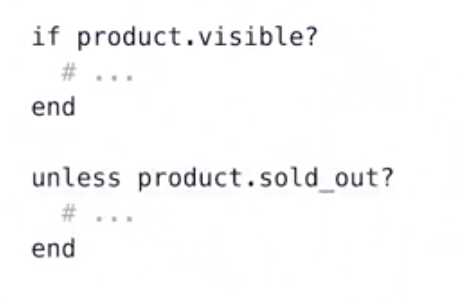 if product.visible?
  # ...
end

unless product.sold_out?
  # ...
end